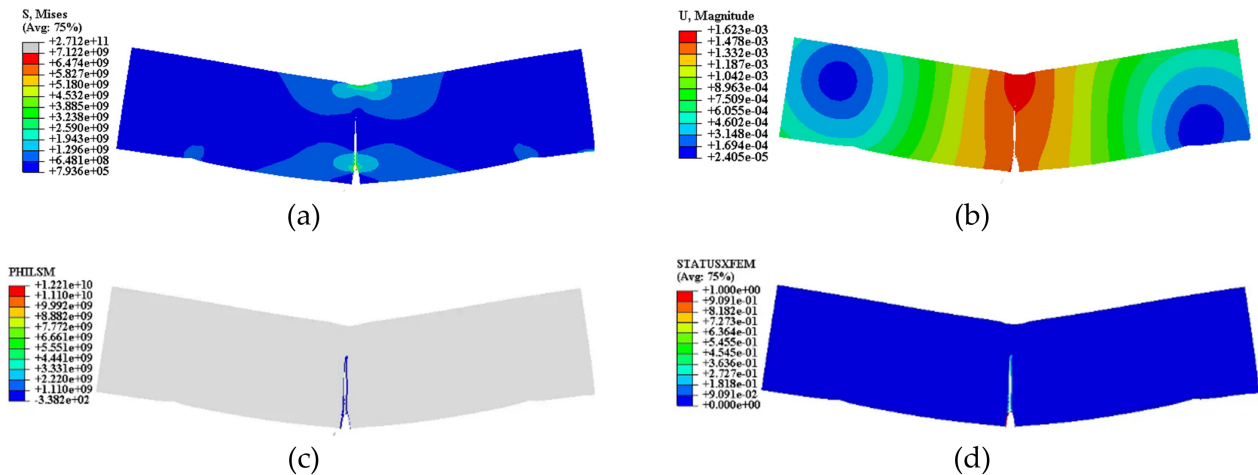 S, Mises
(Avg: 75%)
+2.712e+11
+7.122e+09
+6.474e+09
+5.827e+09
+5.180e+09
+4.532e+09
+3.885e+09
+3.238e+09
+2.590e+09
+1.943e+09
+1.296e+09
+6.481e+08
+7.936e+05
(a)
U, Magnitude
+1.623e-03
+1.478e-03
+1.332e-03
+1.187e-03
+1.042e-03
+8.963e-04
+7.509e-04
+6.055e-04
+4.602e-04
+3.148e-04
+1.694e-04
+2.405e-05
(b)
PHILSM
+1.221e+10
+1.110e+10
+9.992e+09
+8.882e+09
+7.772e+09
+6.661e+09
+5.551e+09
+4.441e+09
+3.331e+09
+2.220e+09
+1.110e+09
-3.382e+02
(c)
STATUSXFEM
(Avg: 75%)
+1.000e+00
+9.091e-01
+8.182e-01
+7.273e-01
+6.364e-01
+5.455e-01
+4.545e-01
+3.636e-01
+2.727e-01
+1.818e-01
+9.091e-02
+0.000e+00
(d)